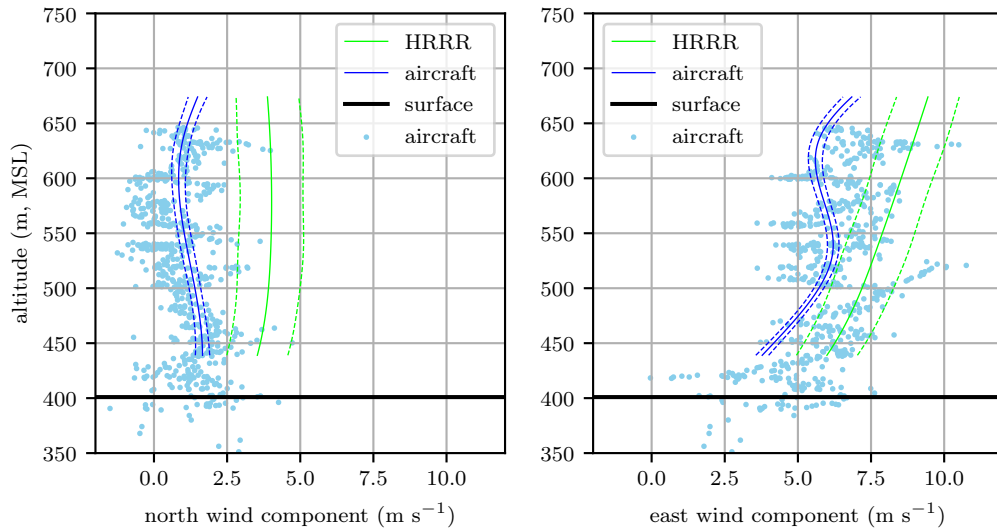 750
700
650
600
550
500
450
400
350
altitude (m, MSL)
0.0 2.5 5.0 7.5 10.0
north wind component (m s⁻¹)
HRRR
aircraft
surface
aircraft
750
700
650
600
550
500
450
400
350
0.0 2.5 5.0 7.5 10.0
east wind component (m s⁻¹)
HRRR
aircraft
surface
aircraft